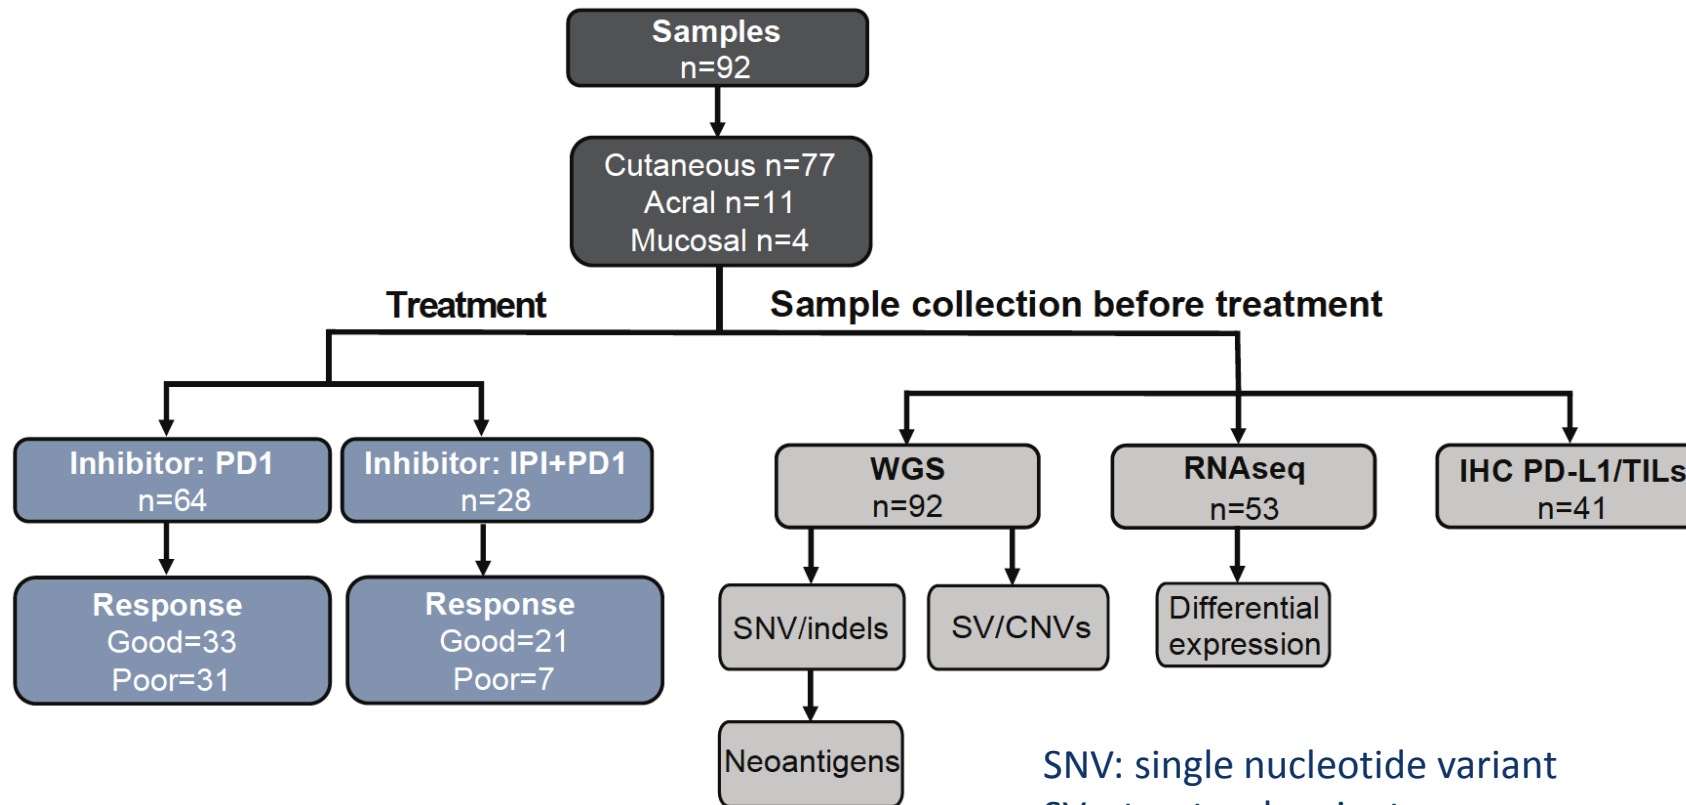 Samples
n=92
Cutaneous n=77
Acral n=11
Mucosal n=4
Treatment
Sample collection before treatment
Inhibitor: PD1
n=64
Inhibitor: IPI+PD1
n=28
WGS
n=92
RNAseq
n=53
IHC PD-L1/TILs
n=41
Response
Good=33
Poor=31
Response
Good=21
Poor=7
SNV/indels
SV/CNVs
Differential
expression
Neoantigens
SNV: single nucleotide variant